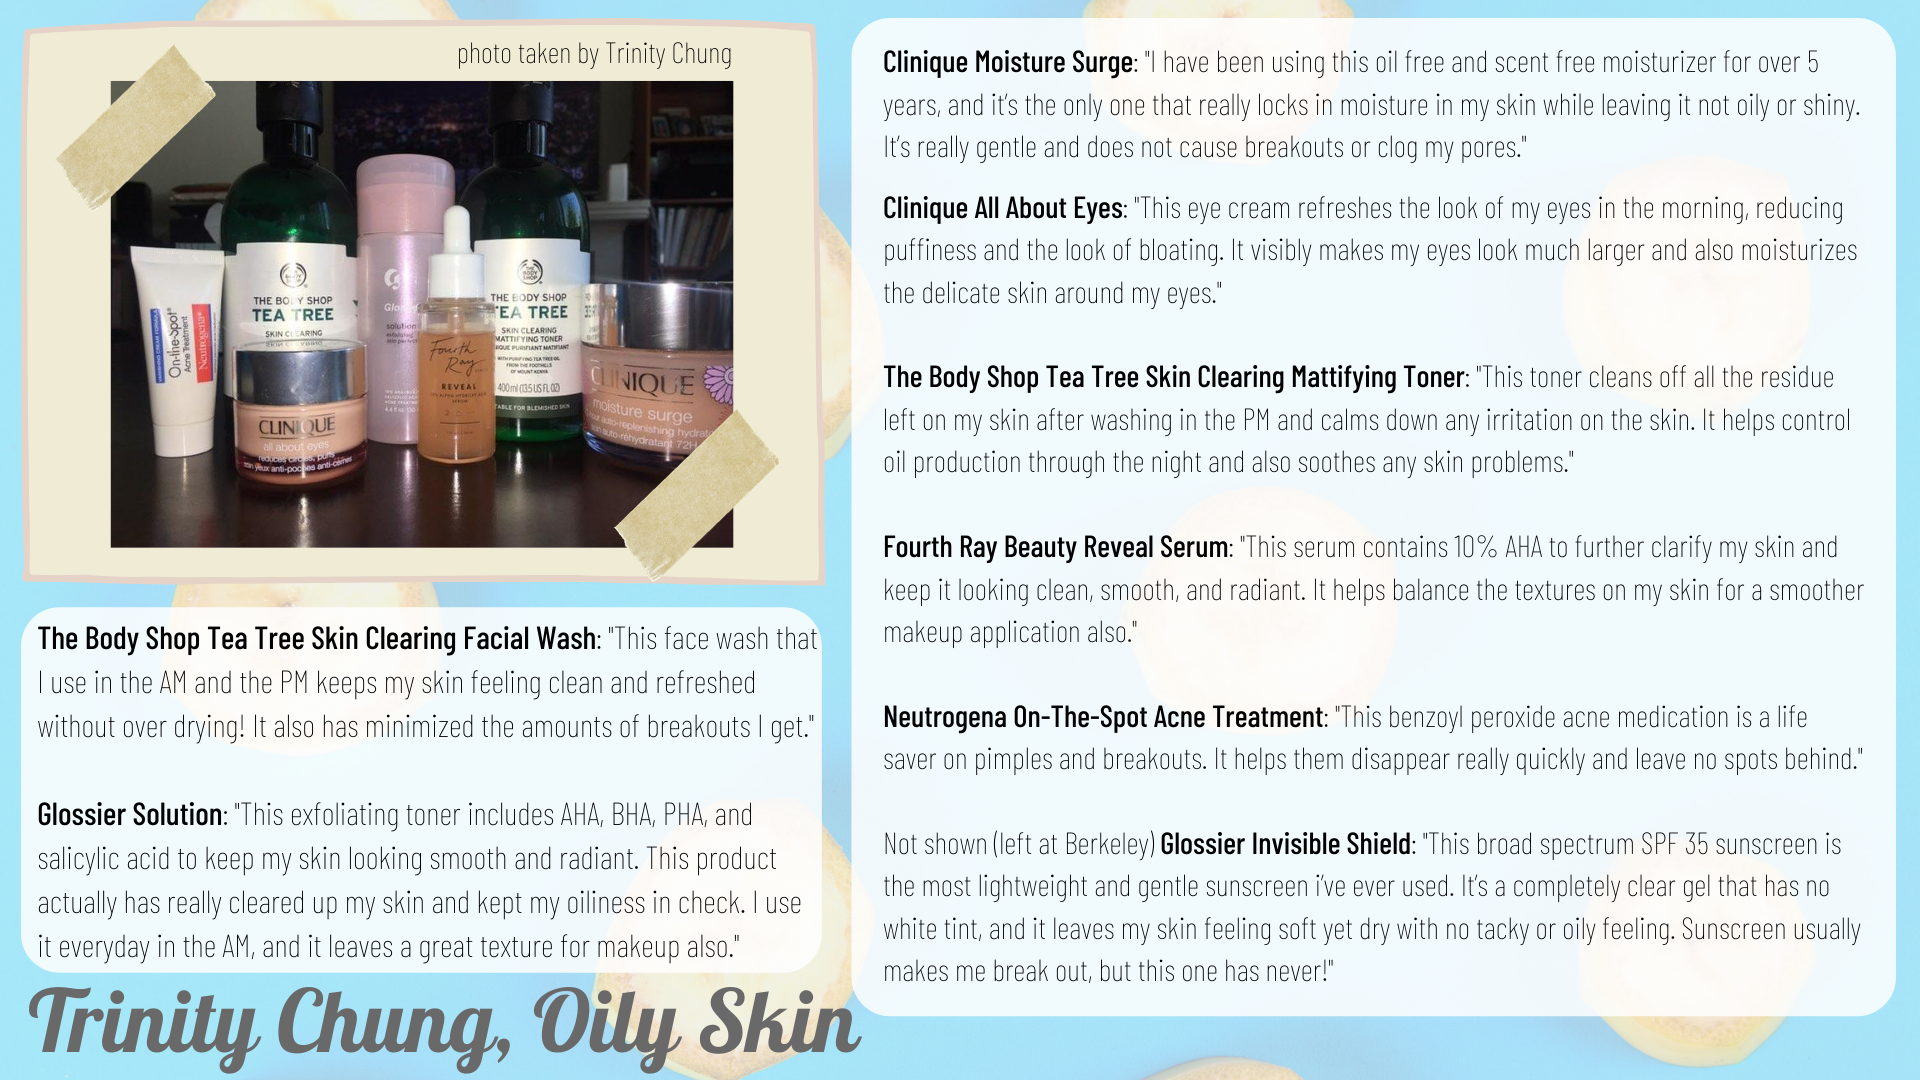 photo taken by Trinity Chung
On-the-Spot
Acne Treatment
Neutrogena
THE BODY SHOP
TEA TREE
SKIN CLEARING
CLINIQUE
all about eyes
reduces circles, puffs
soin yeux anti-poches anti-cernes
solution
Fourth
Ray
REVEAL
THE BODY SHOP
TEA TREE
SKIN CLEARING
MATTIFYING TONER
400 ml (13.5 US FL OZ)
CLINIQUE
moisture surge
The Body Shop Tea Tree Skin Clearing Facial Wash: "This face wash that
I use in the AM and the PM keeps my skin feeling clean and refreshed
without over drying! It also has minimized the amounts of breakouts I get."
Glossier Solution: "This exfoliating toner includes AHA, BHA, PHA, and
salicylic acid to keep my skin looking smooth and radiant. This product
actually has really cleared up my skin and kept my oiliness in check. I use
it everyday in the AM, and it leaves a great texture for makeup also."
Trinity Chung, Oily Skin
Clinique Moisture Surge: "I have been using this oil free and scent free moisturizer for over 5
years, and it's the only one that really locks in moisture in my skin while leaving it not oily or shiny.
It's really gentle and does not cause breakouts or clog my pores."
Clinique All About Eyes: "This eye cream refreshes the look of my eyes in the morning, reducing
puffiness and the look of bloating. It visibly makes my eyes look much larger and also moisturizes
the delicate skin around my eyes."
The Body Shop Tea Tree Skin Clearing Mattifying Toner: "This toner cleans off all the residue
left on my skin after washing in the PM and calms down any irritation on the skin. It helps control
oil production through the night and also soothes any skin problems."
Fourth Ray Beauty Reveal Serum: "This serum contains 10% AHA to further clarify my skin and
keep it looking clean, smooth, and radiant. It helps balance the textures on my skin for a smoother
makeup application also."
Neutrogena On-The-Spot Acne Treatment: "This benzoyl peroxide acne medication is a life
saver on pimples and breakouts. It helps them disappear really quickly and leave no spots behind."
Not shown (left at Berkeley) Glossier Invisible Shield: "This broad spectrum SPF 35 sunscreen is
the most lightweight and gentle sunscreen i've ever used. It's a completely clear gel that has no
white tint, and it leaves my skin feeling soft yet dry with no tacky or oily feeling. Sunscreen usually
makes me break out, but this one has never!"